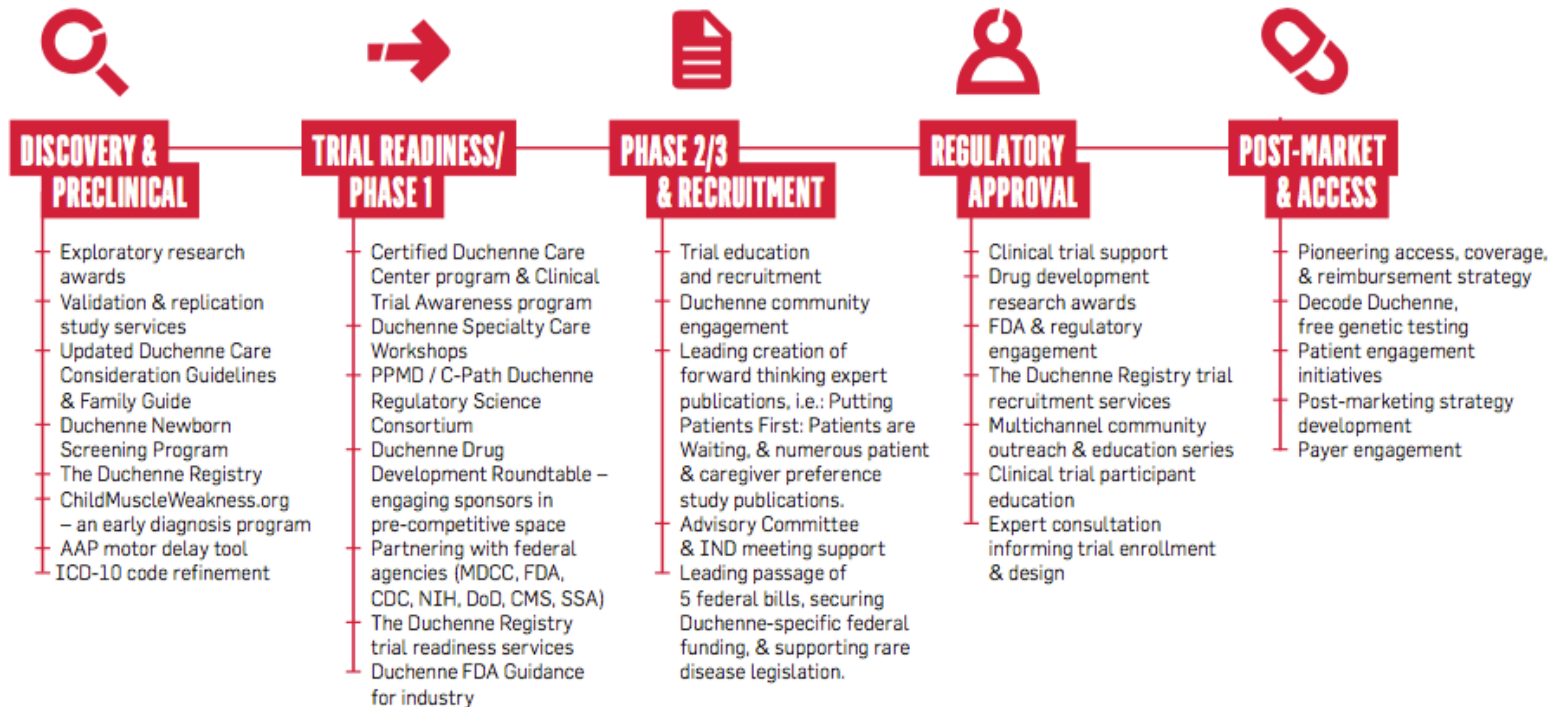 DISCOVERY &
PRECLINICAL
Exploratory research
awards
Validation & replication
study services
Updated Duchenne Care
Consideration Guidelines
& Family Guide
Duchenne Newborn
Screening Program
The Duchenne Registry
ChildMuscleWeakness.org
– an early diagnosis program
AAP motor delay tool
ICD-10 code refinement
TRIAL READINESS/
PHASE 1
Certified Duchenne Care
Center program & Clinical
Trial Awareness program
Duchenne Specialty Care
Workshops
PPMD / C-Path Duchenne
Regulatory Science
Consortium
Duchenne Drug
Development Roundtable –
engaging sponsors in
pre-competitive space
Partnering with federal
agencies (MDCC, FDA,
CDC, NIH, DoD, CMS, SSA)
The Duchenne Registry
trial readiness services
Duchenne FDA Guidance
for industry
PHASE 2/3
& RECRUITMENT
Trial education
and recruitment
Duchenne community
engagement
Leading creation of
forward thinking expert
publications, i.e.: Putting
Patients First: Patients are
Waiting, & numerous patient
& caregiver preference
study publications.
Advisory Committee
& IND meeting support
Leading passage of
5 federal bills, securing
Duchenne-specific federal
funding, & supporting rare
disease legislation.
REGULATORY
APPROVAL
Clinical trial support
Drug development
research awards
FDA & regulatory
engagement
The Duchenne Registry trial
recruitment services
Multichannel community
outreach & education series
Clinical trial participant
education
Expert consultation
informing trial enrollment
& design
POST-MARKET
& ACCESS
Pioneering access, coverage,
& reimbursement strategy
Decode Duchenne,
free genetic testing
Patient engagement
initiatives
Post-marketing strategy
development
Payer engagement